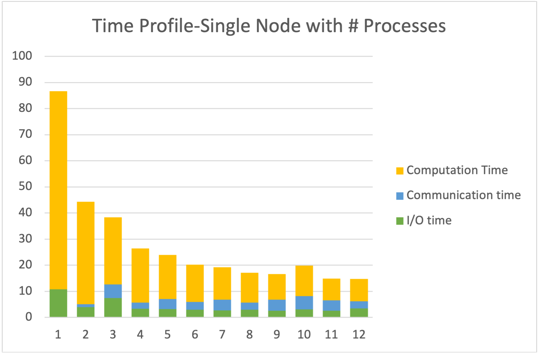 Time Profile-Single Node with # Processes
100
90
80
70
60
50
40
30
20
10
0
1 2 3 4 5 6 7 8 9 10 11 12
Computation Time
Communication time
I/O time